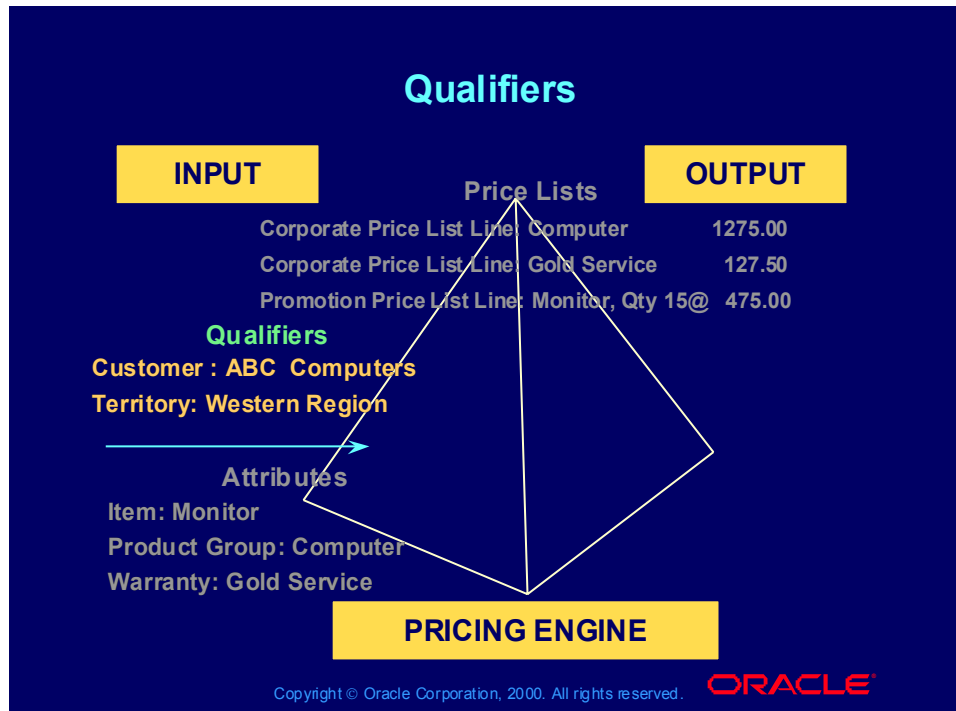 Qualifiers
INPUT
OUTPUT
Price Lists
Corporate Price List Line: Computer 1275.00
Corporate Price List Line: Gold Service 127.50
Promotion Price List Line: Monitor, Qty 15@ 475.00
Qualifiers
Customer : ABC Computers
Territory: Western Region
Attributes
Item: Monitor
Product Group: Computer
Warranty: Gold Service
PRICING ENGINE
Copyright © Oracle Corporation, 2000. All rights reserved.
ORACLE®